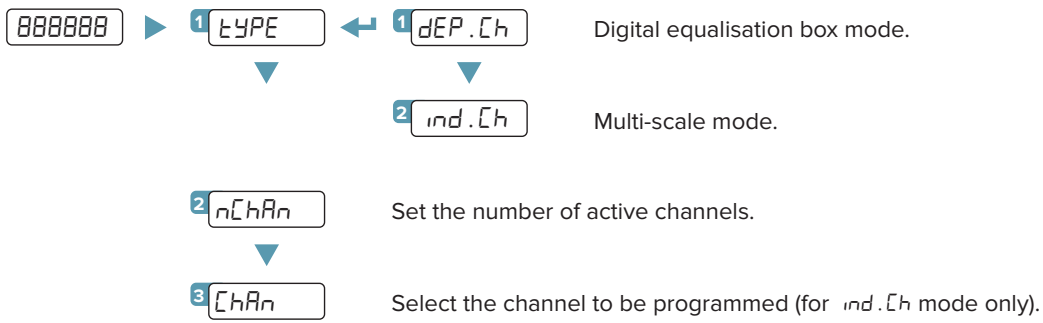 888888 1 tYPE 1 dEP.Ch Digital equalisation box mode.
2 ind.Ch Multi-scale mode.
2 nChAn Set the number of active channels.
3 ChAn Select the channel to be programmed (for ind.Ch mode only).